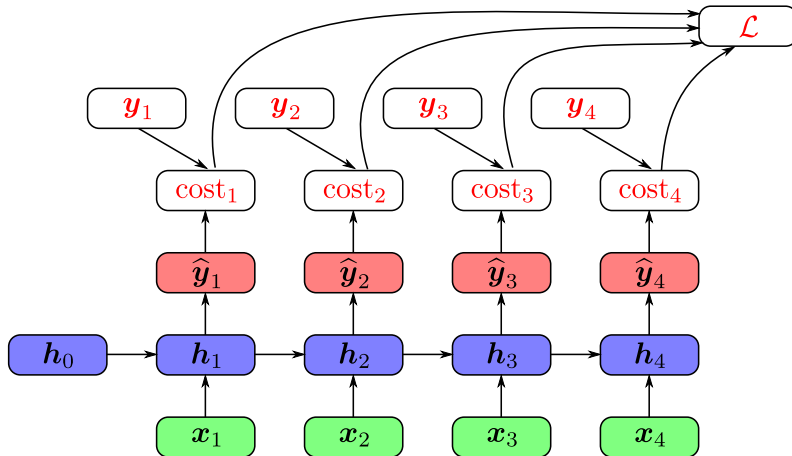 ℒ
y₁ y₂ y₃ y₄
cost₁ cost₂ cost₃ cost₄
ŷ₁ ŷ₂ ŷ₃ ŷ₄
h₀ h₁ h₂ h₃ h₄
x₁ x₂ x₃ x₄